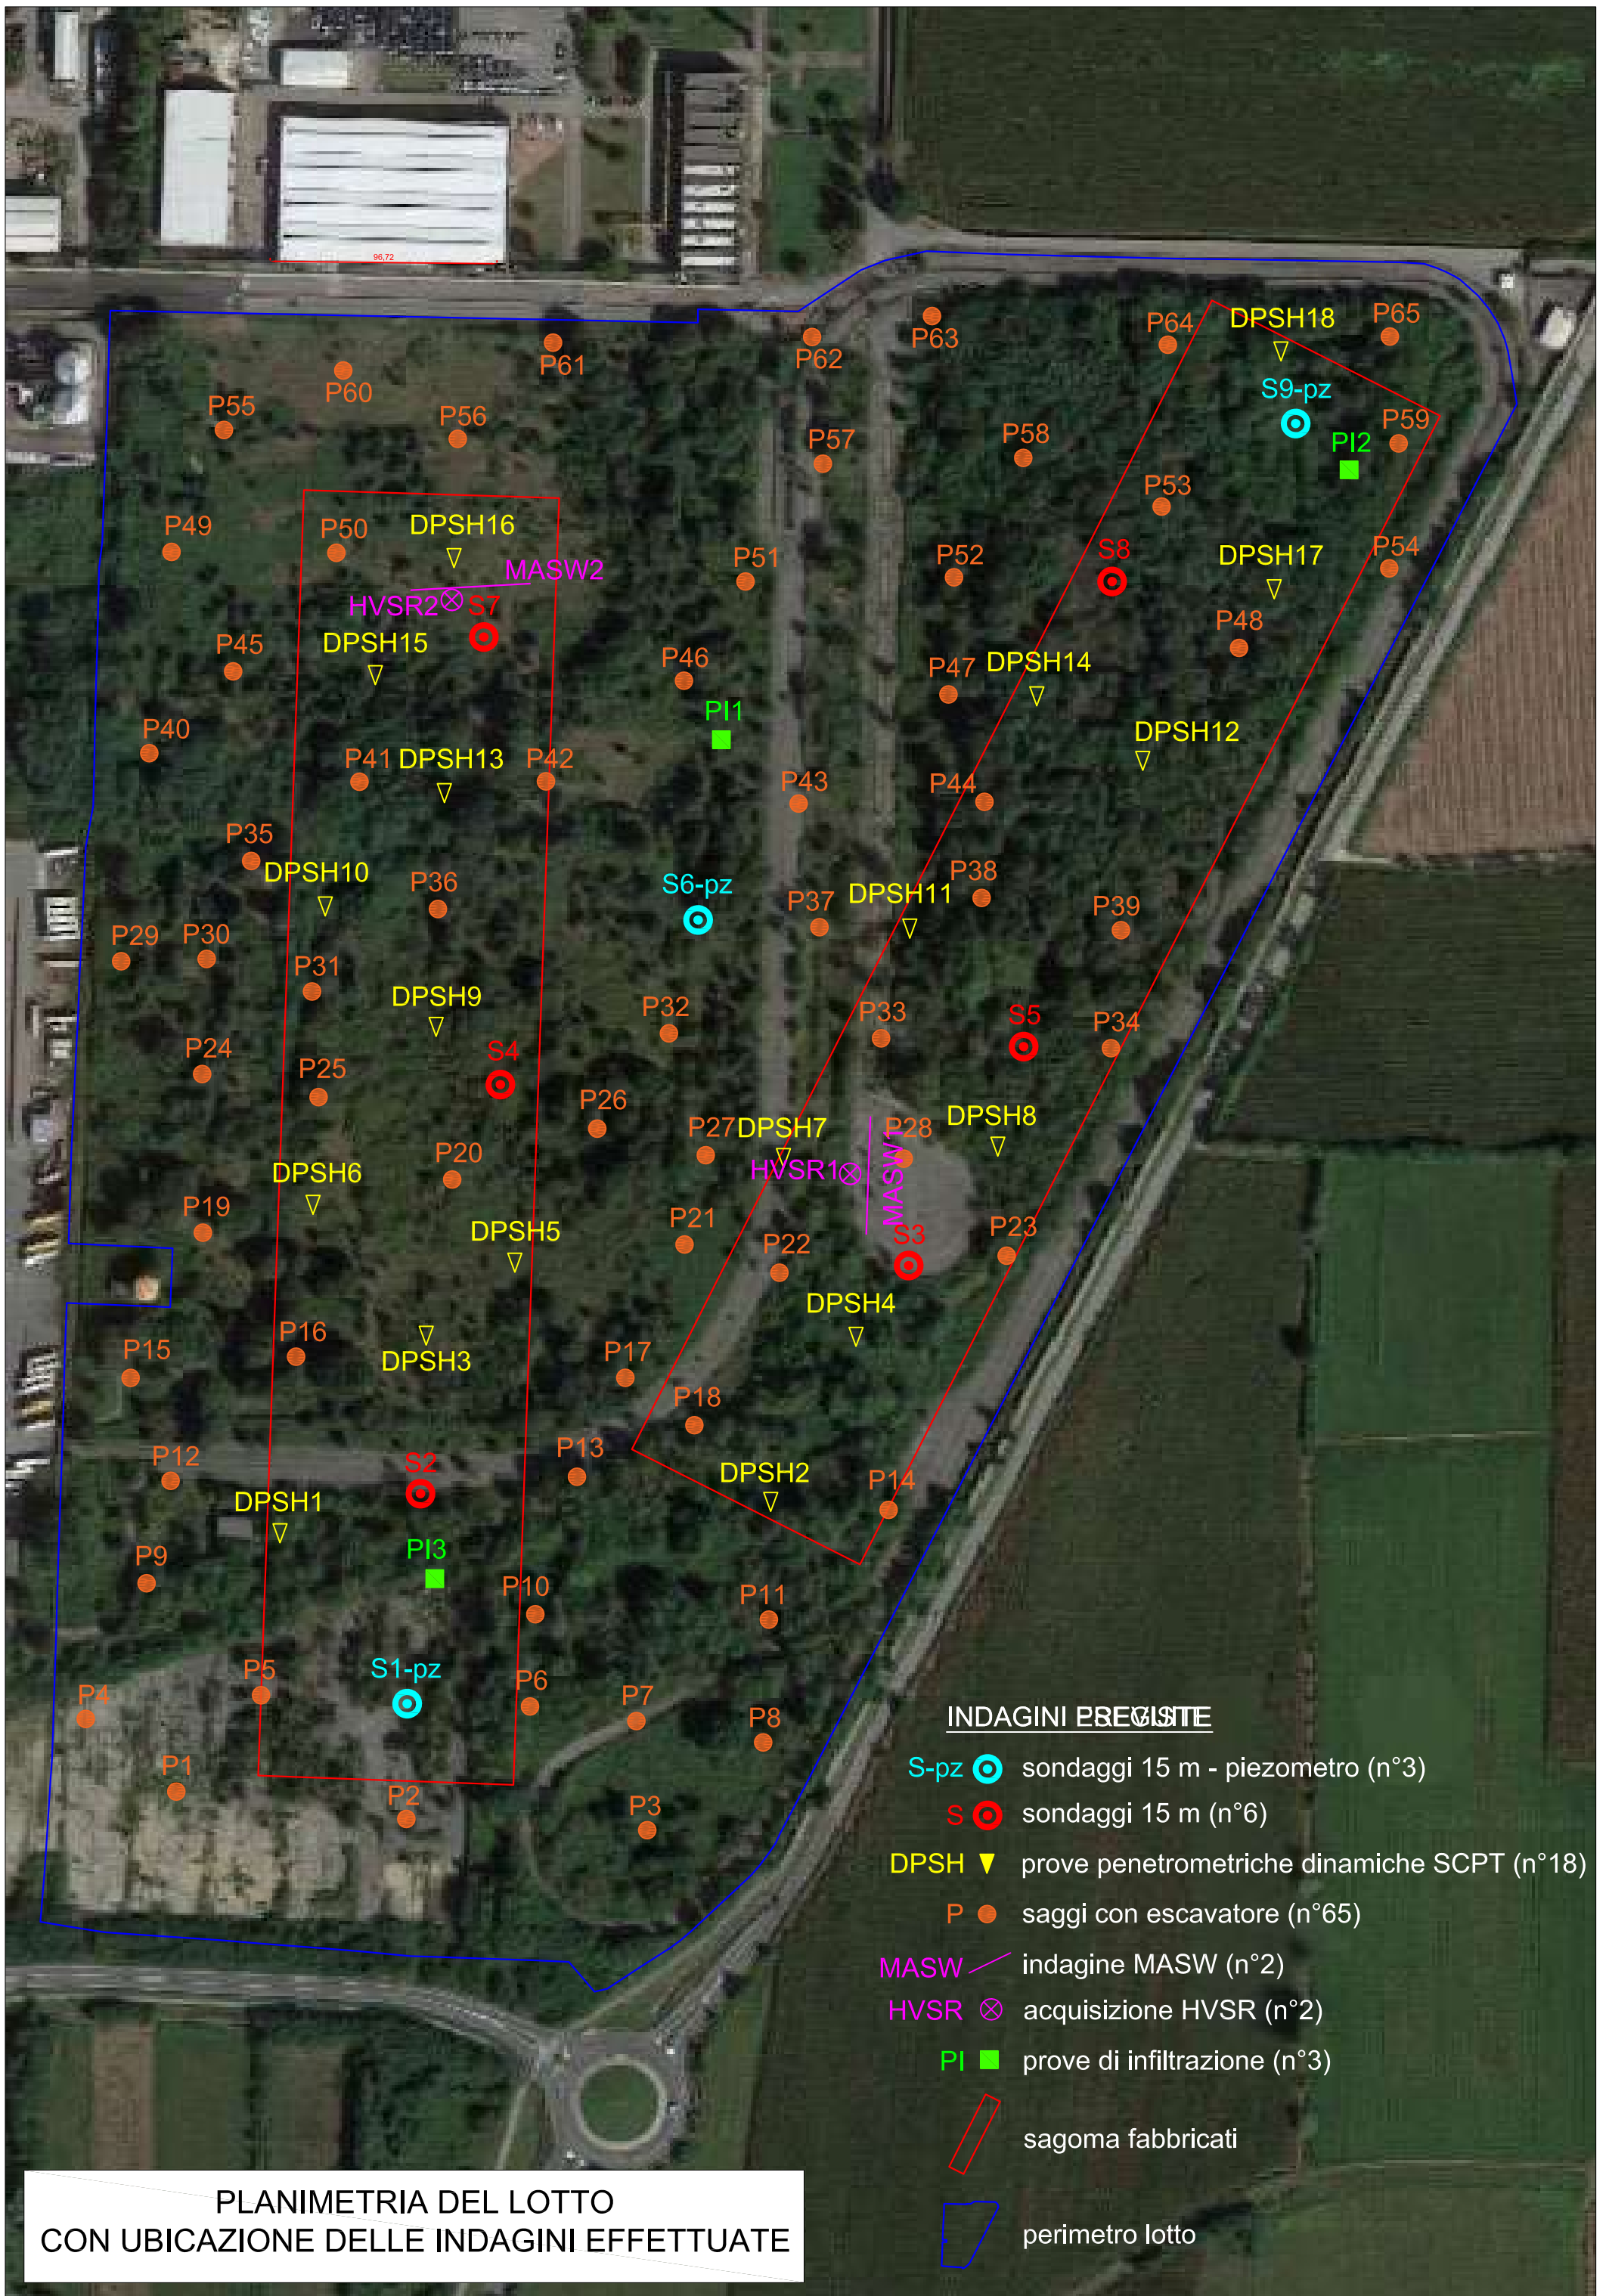 96,72
P63
P64
DPSH18
P65
P62
P61
P60
S9-pz
P55
P56
P59
PI2
P57
P58
P53
P49
P50
DPSH16
P51
P52
S8
DPSH17
P54
MASW2
HVSR2
S7
P48
P45
DPSH15
P46
P47
DPSH14
PI1
P40
DPSH12
P41
DPSH13
P42
P43
P44
P35
DPSH10
P36
S6-pz
P37
DPSH11
P38
P39
P29
P30
P31
DPSH9
P32
P33
S5
P34
P24
P25
S4
P26
P27
DPSH7
P28
DPSH8
HVSR1
MASW1
P20
DPSH6
P19
DPSH5
P21
P22
S3
P23
DPSH4
P15
P16
DPSH3
P17
P18
P12
S2
P13
DPSH2
P14
DPSH1
PI3
P9
P10
P11
P5
S1-pz
P6
P4
P7
P8
P1
P2
P3
INDAGINI
S-pz sondaggi 15 m - piezometro (n°3)
S sondaggi 15 m (n°6)
DPSH prove penetrometriche dinamiche SCPT (n°18)
P saggi con escavatore (n°65)
MASW indagine MASW (n°2)
HVSR acquisizione HVSR (n°2)
PI prove di infiltrazione (n°3)
sagoma fabbricati
perimetro lotto
PLANIMETRIA DEL LOTTO
CON UBICAZIONE DELLE INDAGINI EFFETTUATE